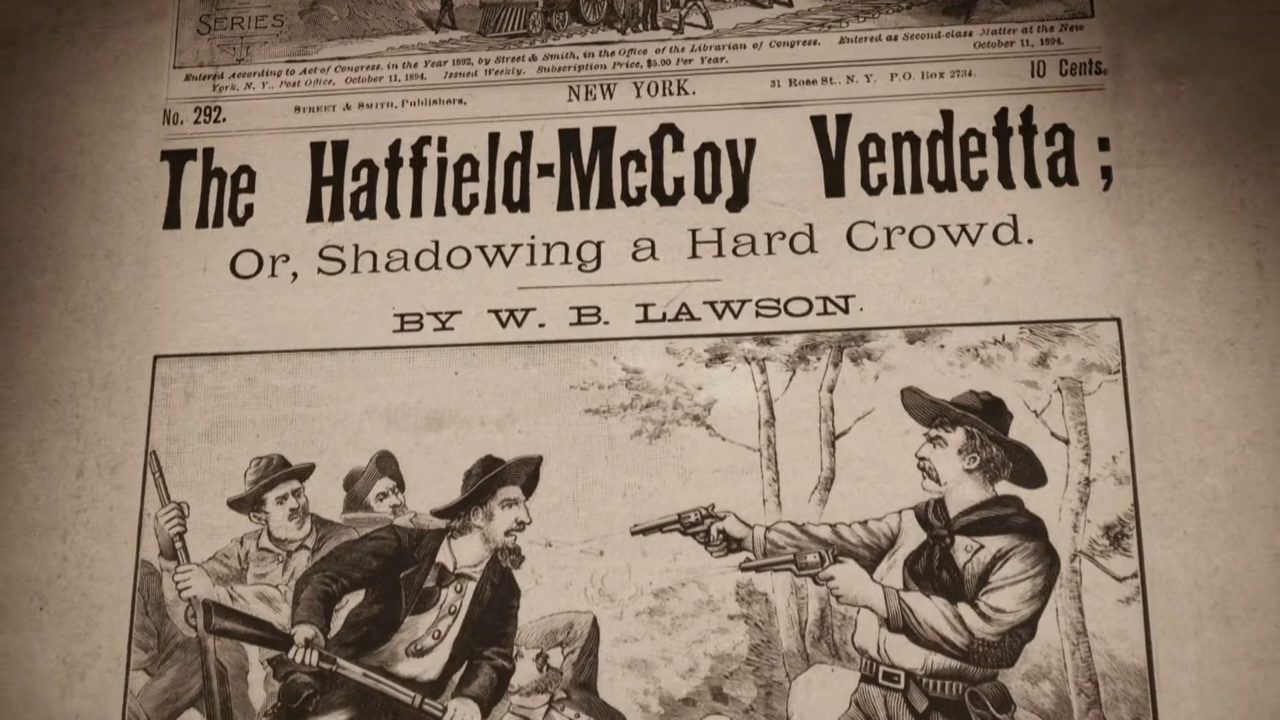 SERIES
Entered According to Act of Congress, in the Year 1892, by Street & Smith, in the Office of the Librarian of Congress. Entered as Second-class Matter at the New
York, N. Y., Post Office, October 11, 1894. Issued Weekly. Subscription Price, $5.00 Per Year. October 11, 1894.
No. 292. STREET & SMITH, Publishers. NEW YORK. 31 Rose St., N. Y. P.O. Box 2734. 10 Cents.
The Hatfield-McCoy Vendetta;
Or, Shadowing a Hard Crowd.
BY W. B. LAWSON.